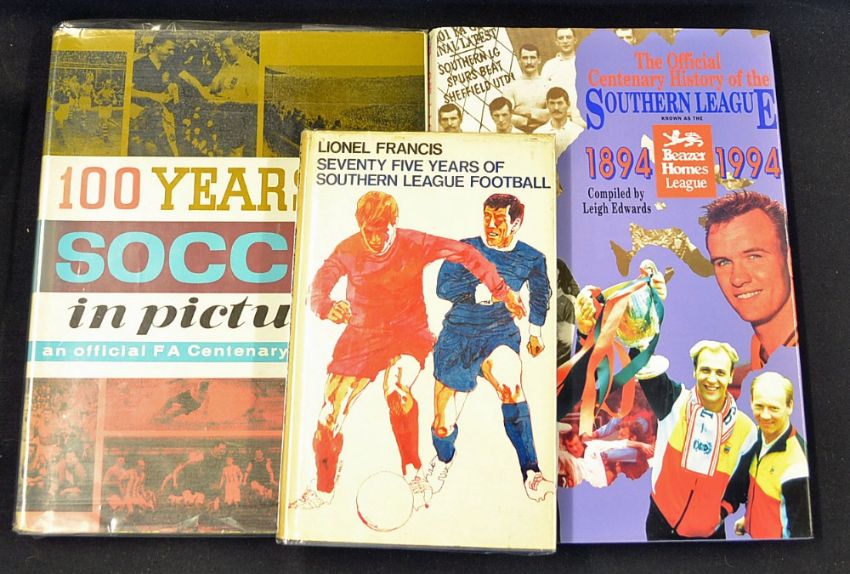 100 YEARS
SOCC
in pictu
an official FA Centenary
LIONEL FRANCIS
SEVENTY FIVE YEARS OF
SOUTHERN LEAGUE FOOTBALL
SOUTHERN LG
SPURS BEAT
SHEFFIELD UTD
The Official
Centenary History of the
SOUTHERN LEAGUE
KNOWN AS THE
1894 Beazer Homes League 1994
Compiled by
Leigh Edwards